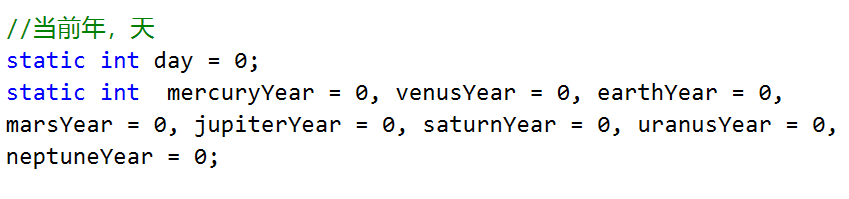 //当前年，天
static int day = 0;
static int  mercuryYear = 0, venusYear = 0, earthYear = 0,
marsYear = 0, jupiterYear = 0, saturnYear = 0, uranusYear = 0,
neptuneYear = 0;